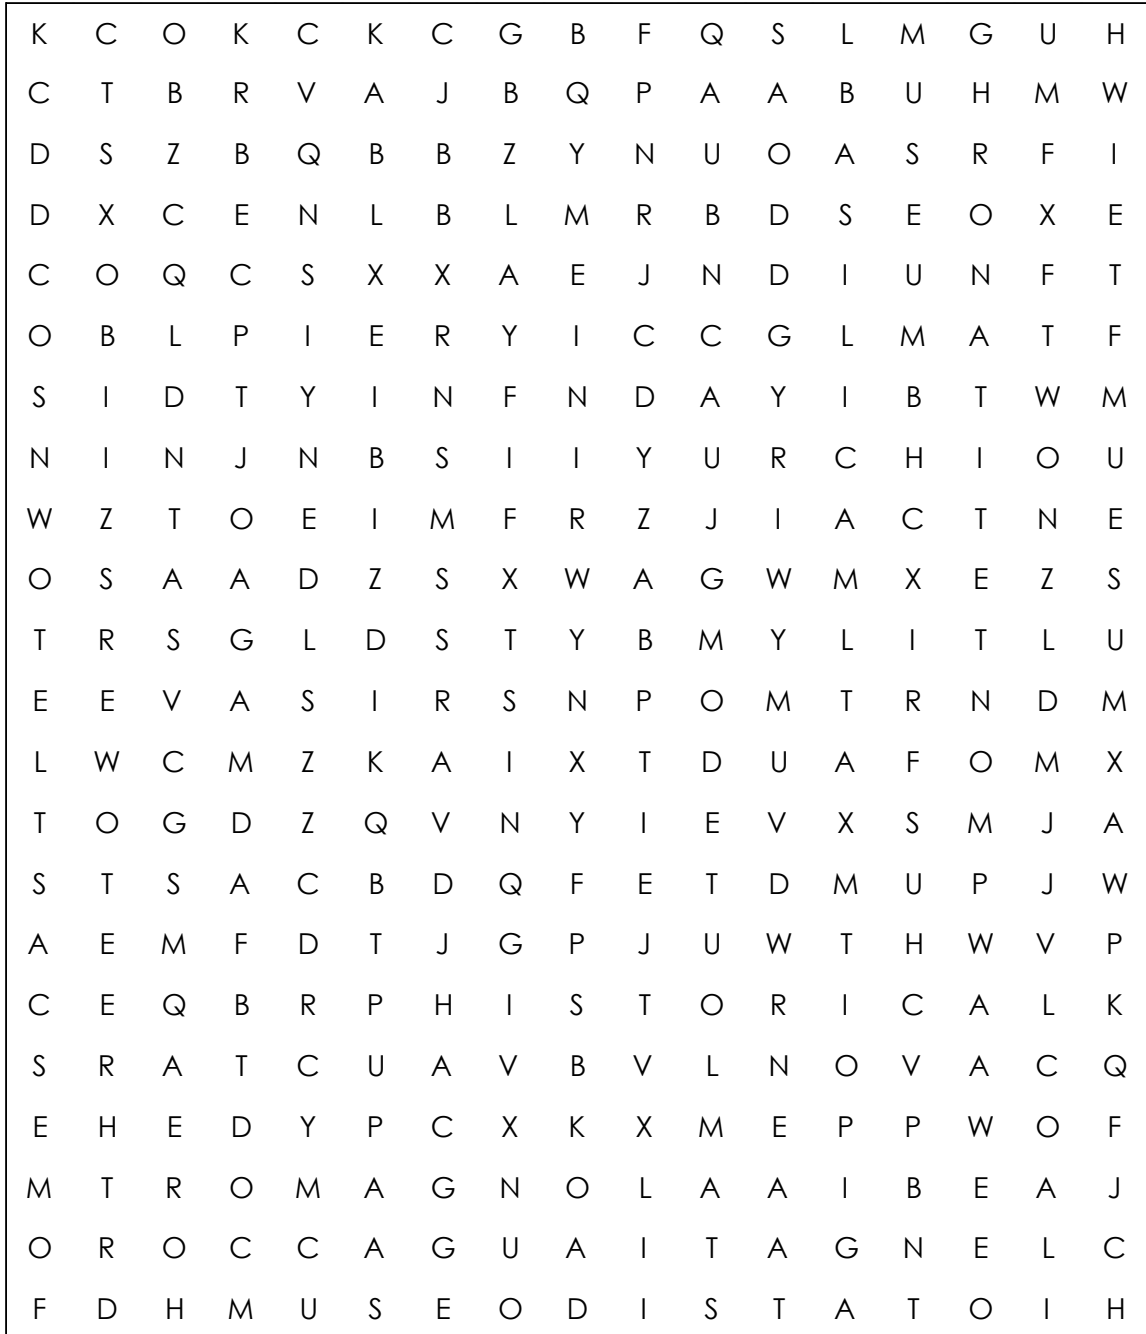 K C O K C K C G B F Q S L M G U H
C T B R V A J B Q P A A B U H M W
D S Z B Q B B Z Y N U O A S R F I
D X C E N L B L M R B D S E O X E
C O Q C S X X A E J N D I U N F T
O B L P I E R Y I C C G L M A T F
S I D T Y I N F N D A Y I B T W M
N I N J N B S I I Y U R C H I O U
W Z T O E I M F R Z J I A C T N E
O S A A D Z S X W A G W M X E Z S
T R S G L D S T Y B M Y L I T L U
E E V A S I R S N P O M T R N D M
L W C M Z K A I X T D U A F O M X
T O G D Z Q V N Y I E V X S M J A
S T S A C B D Q F E T D M U P J W
A E M F D T J G P J U W T H W V P
C E Q B R P H I S T O R I C A L K
S R A T C U A V B V L N O V A C Q
E H E D Y P C X K X M E P P W O F
M T R O M A G N O L A A I B E A J
O R O C C A G U A I T A G N E L C
F D H M U S E O D I S T A T O I H